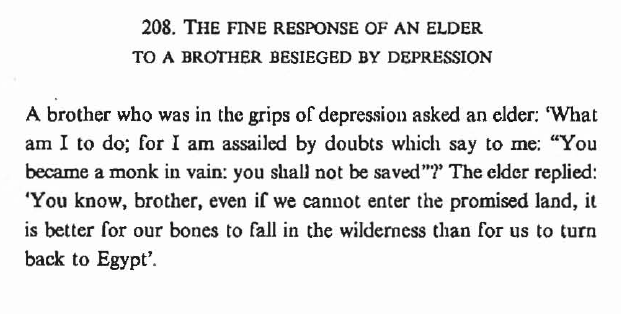 208. THE FINE RESPONSE OF AN ELDER
TO A BROTHER BESIEGED BY DEPRESSION
A brother who was in the grips of depression asked an elder: ‘What
am I to do; for I am assailed by doubts which say to me: “You
became a monk in vain: you shall not be saved”?’ The elder replied:
‘You know, brother, even if we cannot enter the promised land, it
is better for our bones to fall in the wilderness than for us to turn
back to Egypt’.